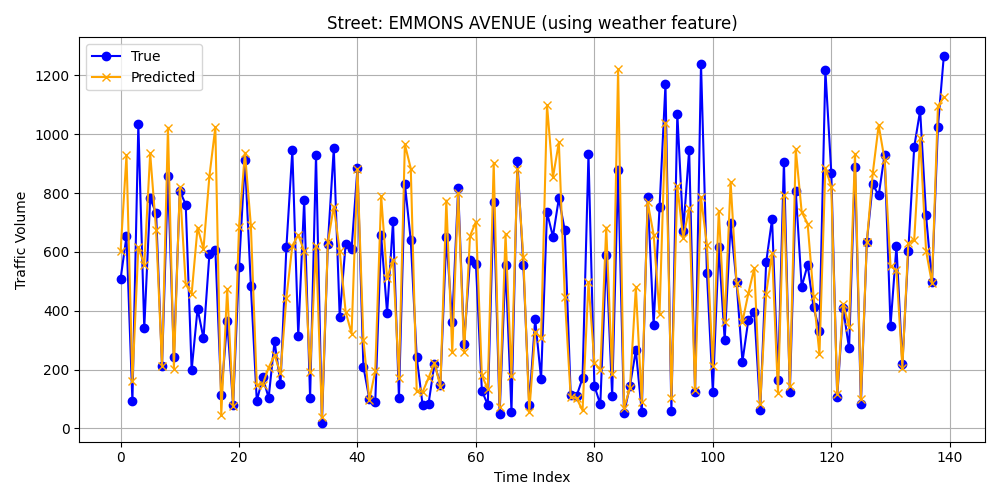 Street: EMMONS AVENUE (using weather feature)
True
Predicted
Traffic Volume
1200
1000
800
600
400
200
0
0 20 40 60 80 100 120 140
Time Index